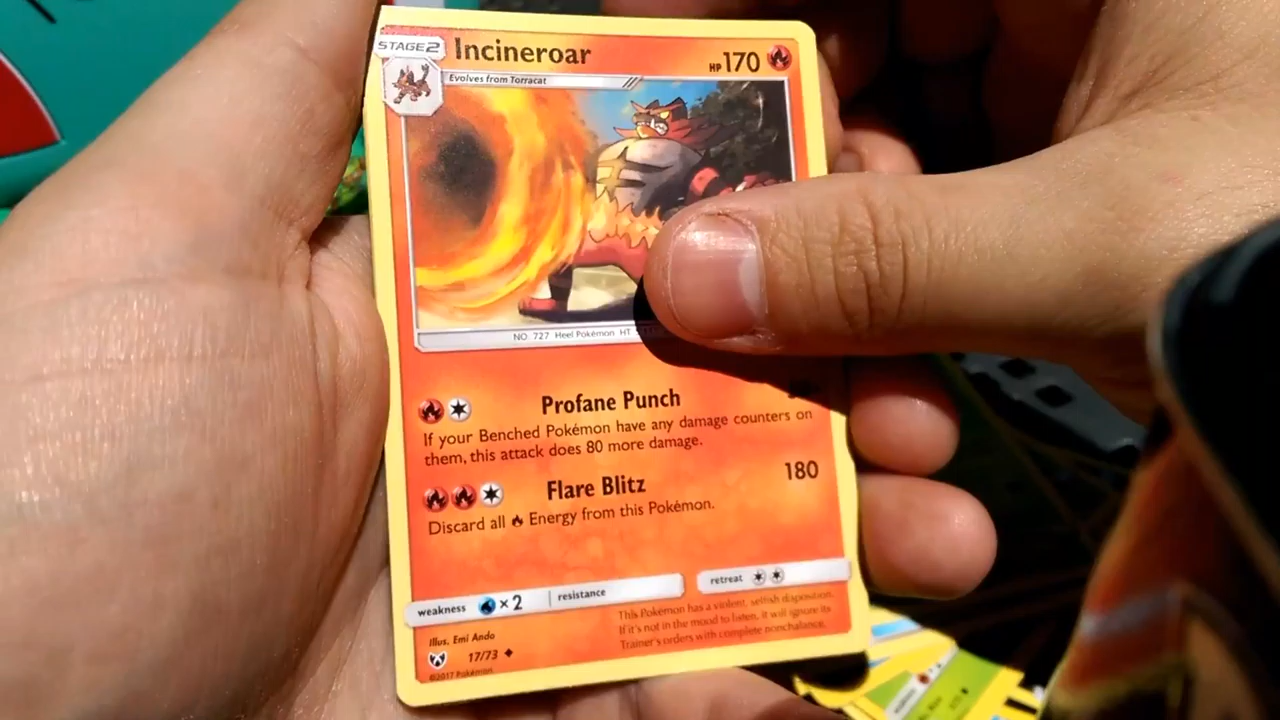 STAGE2 Incineroar HP 170
Evolves from Torracat
NO. 727 Heel Pokémon HT
Profane Punch
If your Benched Pokémon have any damage counters on
them, this attack does 80 more damage.
Flare Blitz 180
Discard all Energy from this Pokémon.
weakness ×2 resistance retreat
This Pokémon has a violent, selfish disposition.
If it's not in the mood to listen, it will ignore its
Trainer's orders with complete nonchalance.
Illus. Emi Ando
17/73
©2017 Pokémon